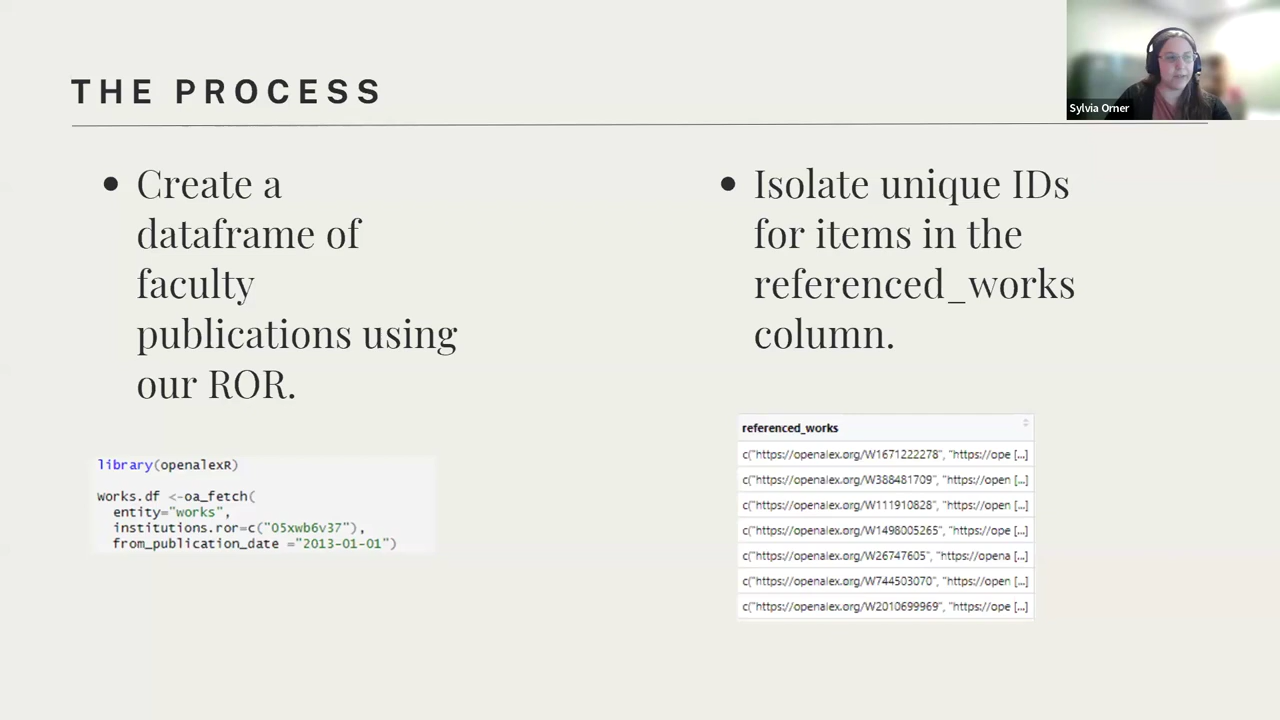 THE PROCESS
Sylvia Orner
• Create a
dataframe of
faculty
publications using
our ROR.
library(openalexR)
works.df <-oa_fetch(
entity="works",
institutions.ror=c("05xwb6v37"),
from_publication_date ="2013-01-01")
• Isolate unique IDs
for items in the
referenced_works
column.
referenced_works
c("https://openalex.org/W1671222278", "https://ope [...]
c("https://openalex.org/W388481709", "https://open [...]
c("https://openalex.org/W111910828", "https://open [...]
c("https://openalex.org/W1498005265", "https://ope [...]
c("https://openalex.org/W26747605", "https://opena [...]
c("https://openalex.org/W744503070", "https://open [...]
c("https://openalex.org/W2010699969", "https://ope [...]